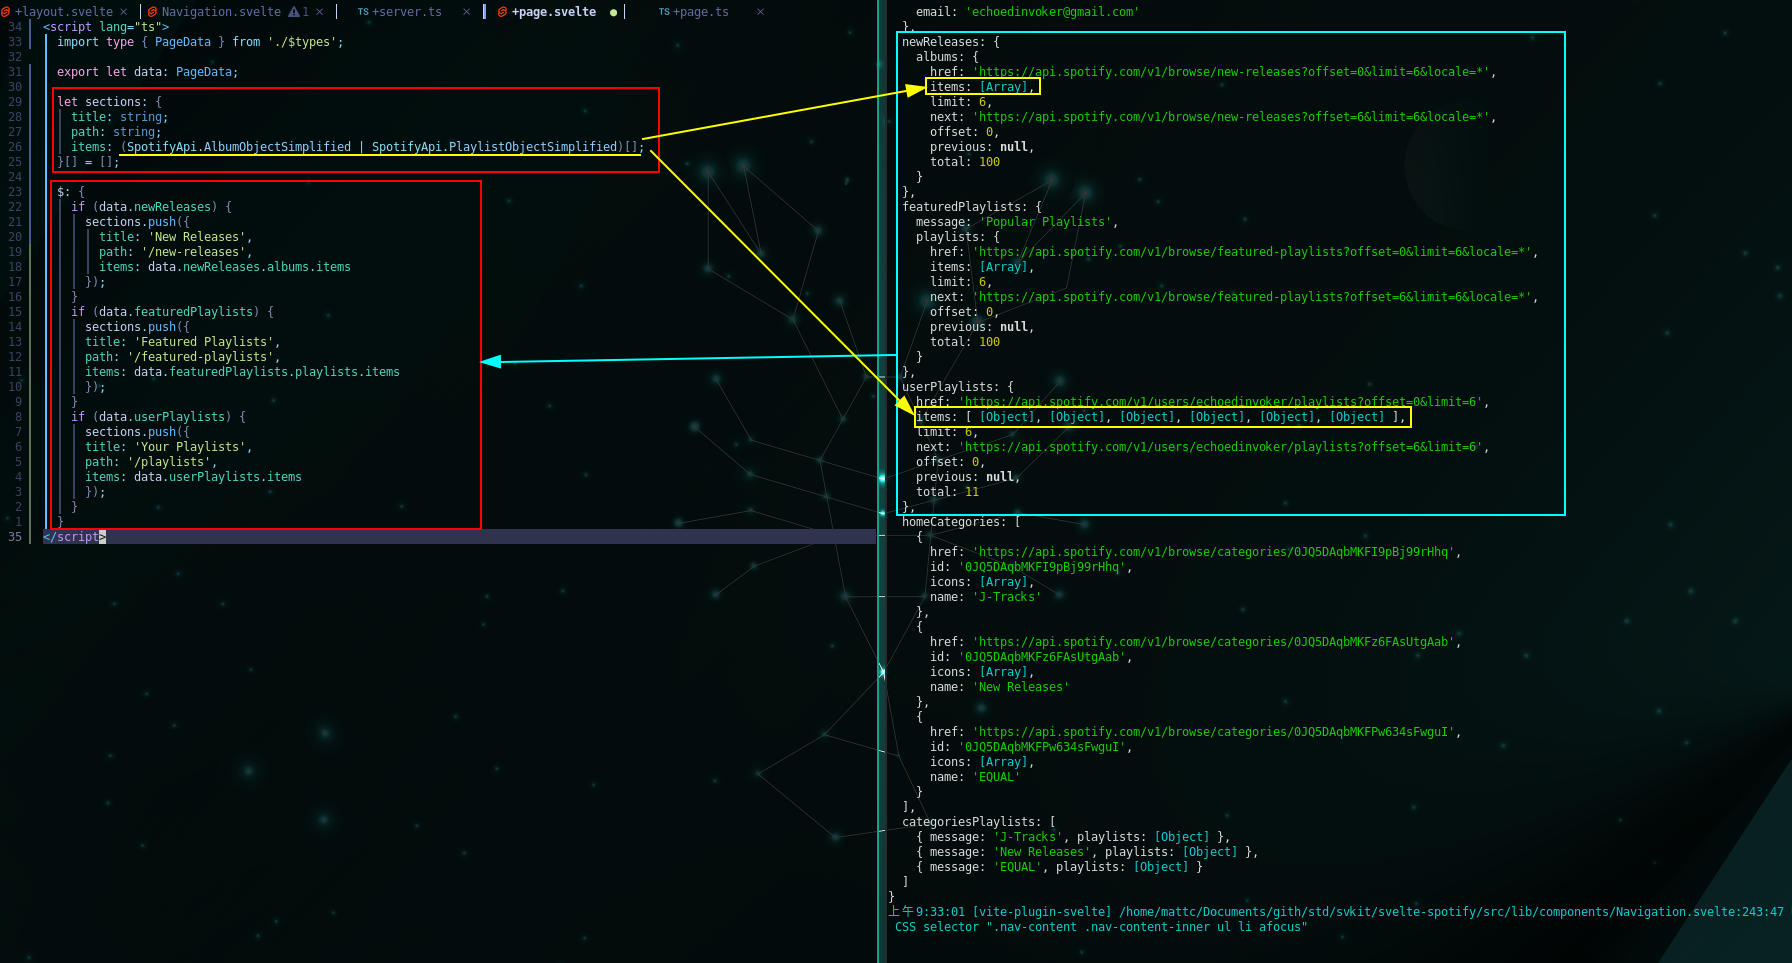 +layout.svelte × Navigation.svelte 1 × TS +server.ts × +page.svelte ● TS +page.ts ×
34 <script lang="ts">
33 import type { PageData } from './$types';
32
31 export let data: PageData;
30
29 let sections: {
28 title: string;
27 path: string;
26 items: (SpotifyApi.AlbumObjectSimplified | SpotifyApi.PlaylistObjectSimplified)[];
25 }[] = [];
24
23 $: {
22 if (data.newReleases) {
21 sections.push({
20 title: 'New Releases',
19 path: '/new-releases',
18 items: data.newReleases.albums.items
17 });
16 }
15 if (data.featuredPlaylists) {
14 sections.push({
13 title: 'Featured Playlists',
12 path: '/featured-playlists',
11 items: data.featuredPlaylists.playlists.items
10 });
9 }
8 if (data.userPlaylists) {
7 sections.push({
6 title: 'Your Playlists',
5 path: '/playlists',
4 items: data.userPlaylists.items
3 });
2 }
1 }
35 </script>
email: 'echoedinvoker@gmail.com'
},
newReleases: {
albums: {
href: 'https://api.spotify.com/v1/browse/new-releases?offset=0&limit=6&locale=*',
items: [Array],
limit: 6,
next: 'https://api.spotify.com/v1/browse/new-releases?offset=6&limit=6&locale=*',
offset: 0,
previous: null,
total: 100
}
},
featuredPlaylists: {
message: 'Popular Playlists',
playlists: {
href: 'https://api.spotify.com/v1/browse/featured-playlists?offset=0&limit=6&locale=*',
items: [Array],
limit: 6,
next: 'https://api.spotify.com/v1/browse/featured-playlists?offset=6&limit=6&locale=*',
offset: 0,
previous: null,
total: 100
}
},
userPlaylists: {
href: 'https://api.spotify.com/v1/users/echoedinvoker/playlists?offset=0&limit=6',
items: [ [Object], [Object], [Object], [Object], [Object], [Object] ],
limit: 6,
next: 'https://api.spotify.com/v1/users/echoedinvoker/playlists?offset=6&limit=6',
offset: 0,
previous: null,
total: 11
},
homeCategories: [
{
href: 'https://api.spotify.com/v1/browse/categories/0JQ5DAqbMKFI9pBj99rHhq',
id: '0JQ5DAqbMKFI9pBj99rHhq',
icons: [Array],
name: 'J-Tracks'
},
{
href: 'https://api.spotify.com/v1/browse/categories/0JQ5DAqbMKFz6FAsUtgAab',
id: '0JQ5DAqbMKFz6FAsUtgAab',
icons: [Array],
name: 'New Releases'
},
{
href: 'https://api.spotify.com/v1/browse/categories/0JQ5DAqbMKFPw634sFwguI',
id: '0JQ5DAqbMKFPw634sFwguI',
icons: [Array],
name: 'EQUAL'
}
],
categoriesPlaylists: [
{ message: 'J-Tracks', playlists: [Object] },
{ message: 'New Releases', playlists: [Object] },
{ message: 'EQUAL', playlists: [Object] }
]
}
上午9:33:01 [vite-plugin-svelte] /home/mattc/Documents/gith/std/svkit/svelte-spotify/src/lib/components/Navigation.svelte:243:47
CSS selector ".nav-content .nav-content-inner ul li afocus"